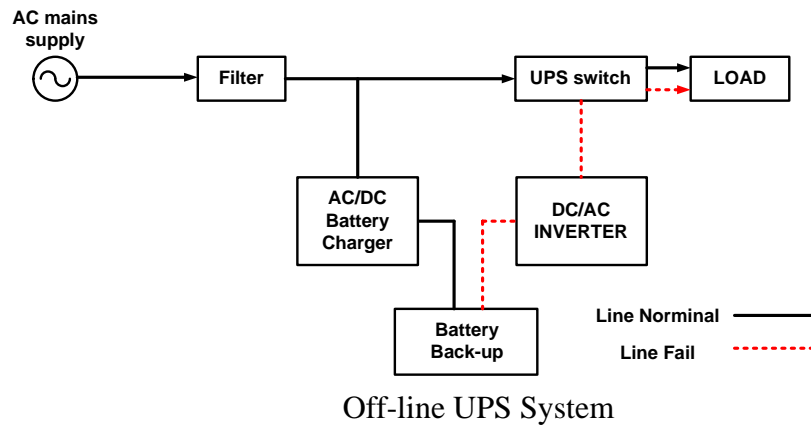 AC mains
supply
Filter
UPS switch
LOAD
AC/DC
Battery
Charger
DC/AC
INVERTER
Battery
Back-up
Line Norminal
Line Fail
Off-line UPS System